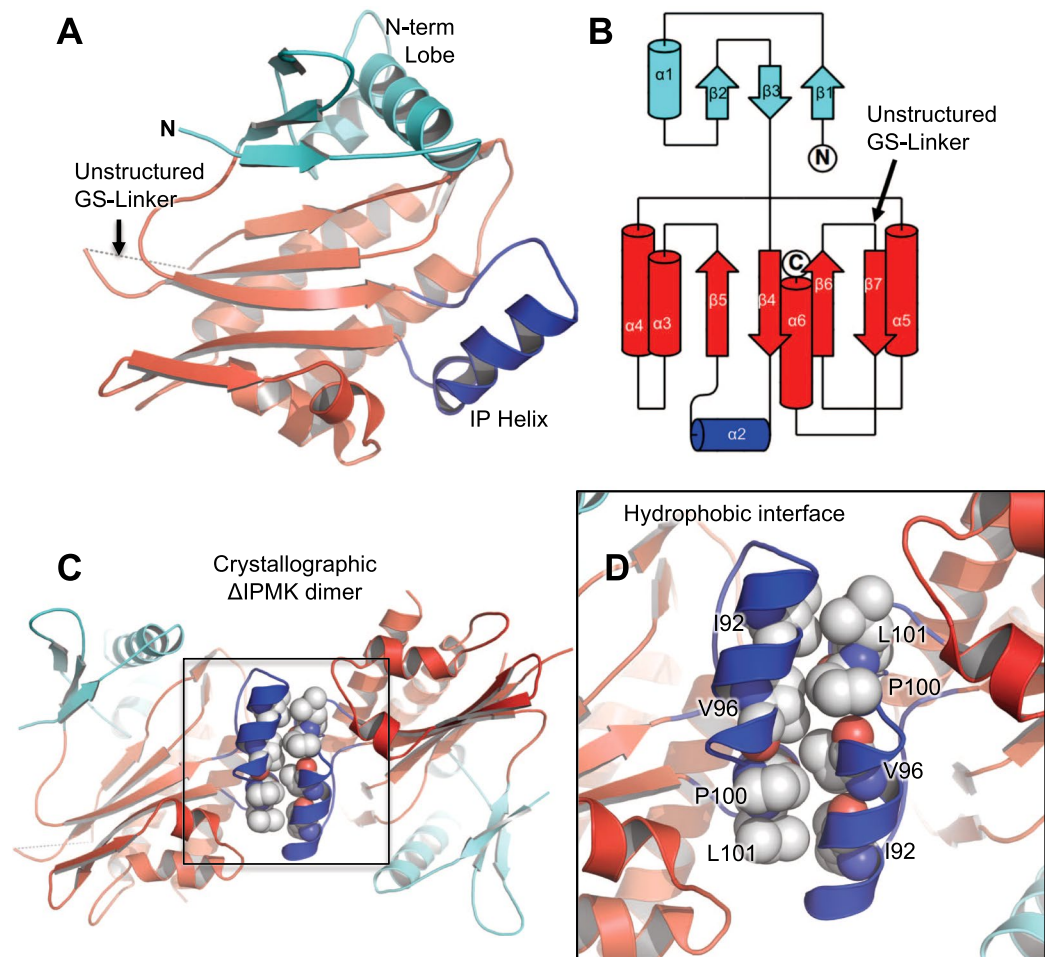 A
N-term
Lobe
N
Unstructured
GS-Linker
IP Helix
B
α1
β2
β3
β1
N
Unstructured
GS-Linker
C
α4
α3
β5
β4
α6
β6
β7
α5
α2
C
Crystallographic
ΔIPMK dimer
Hydrophobic interface
D
I92
L101
P100
V96
V96
P100
I92
L101